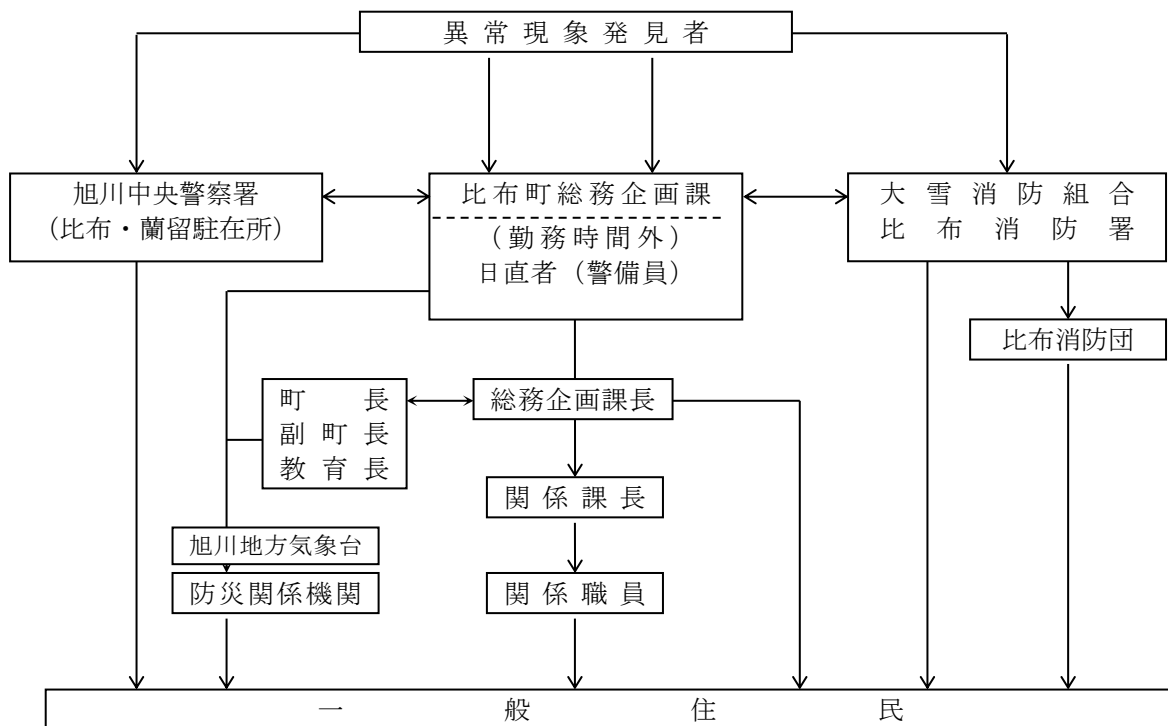 異常現象発見者
旭川中央警察署
（比布・蘭留駐在所）
比布町総務企画課
（勤務時間外）
日直者（警備員）
大雪消防組合
比布消防署
比布消防団
町長
副町長
教育長
総務企画課長
関係課長
旭川地方気象台
防災関係機関
関係職員
一般住民